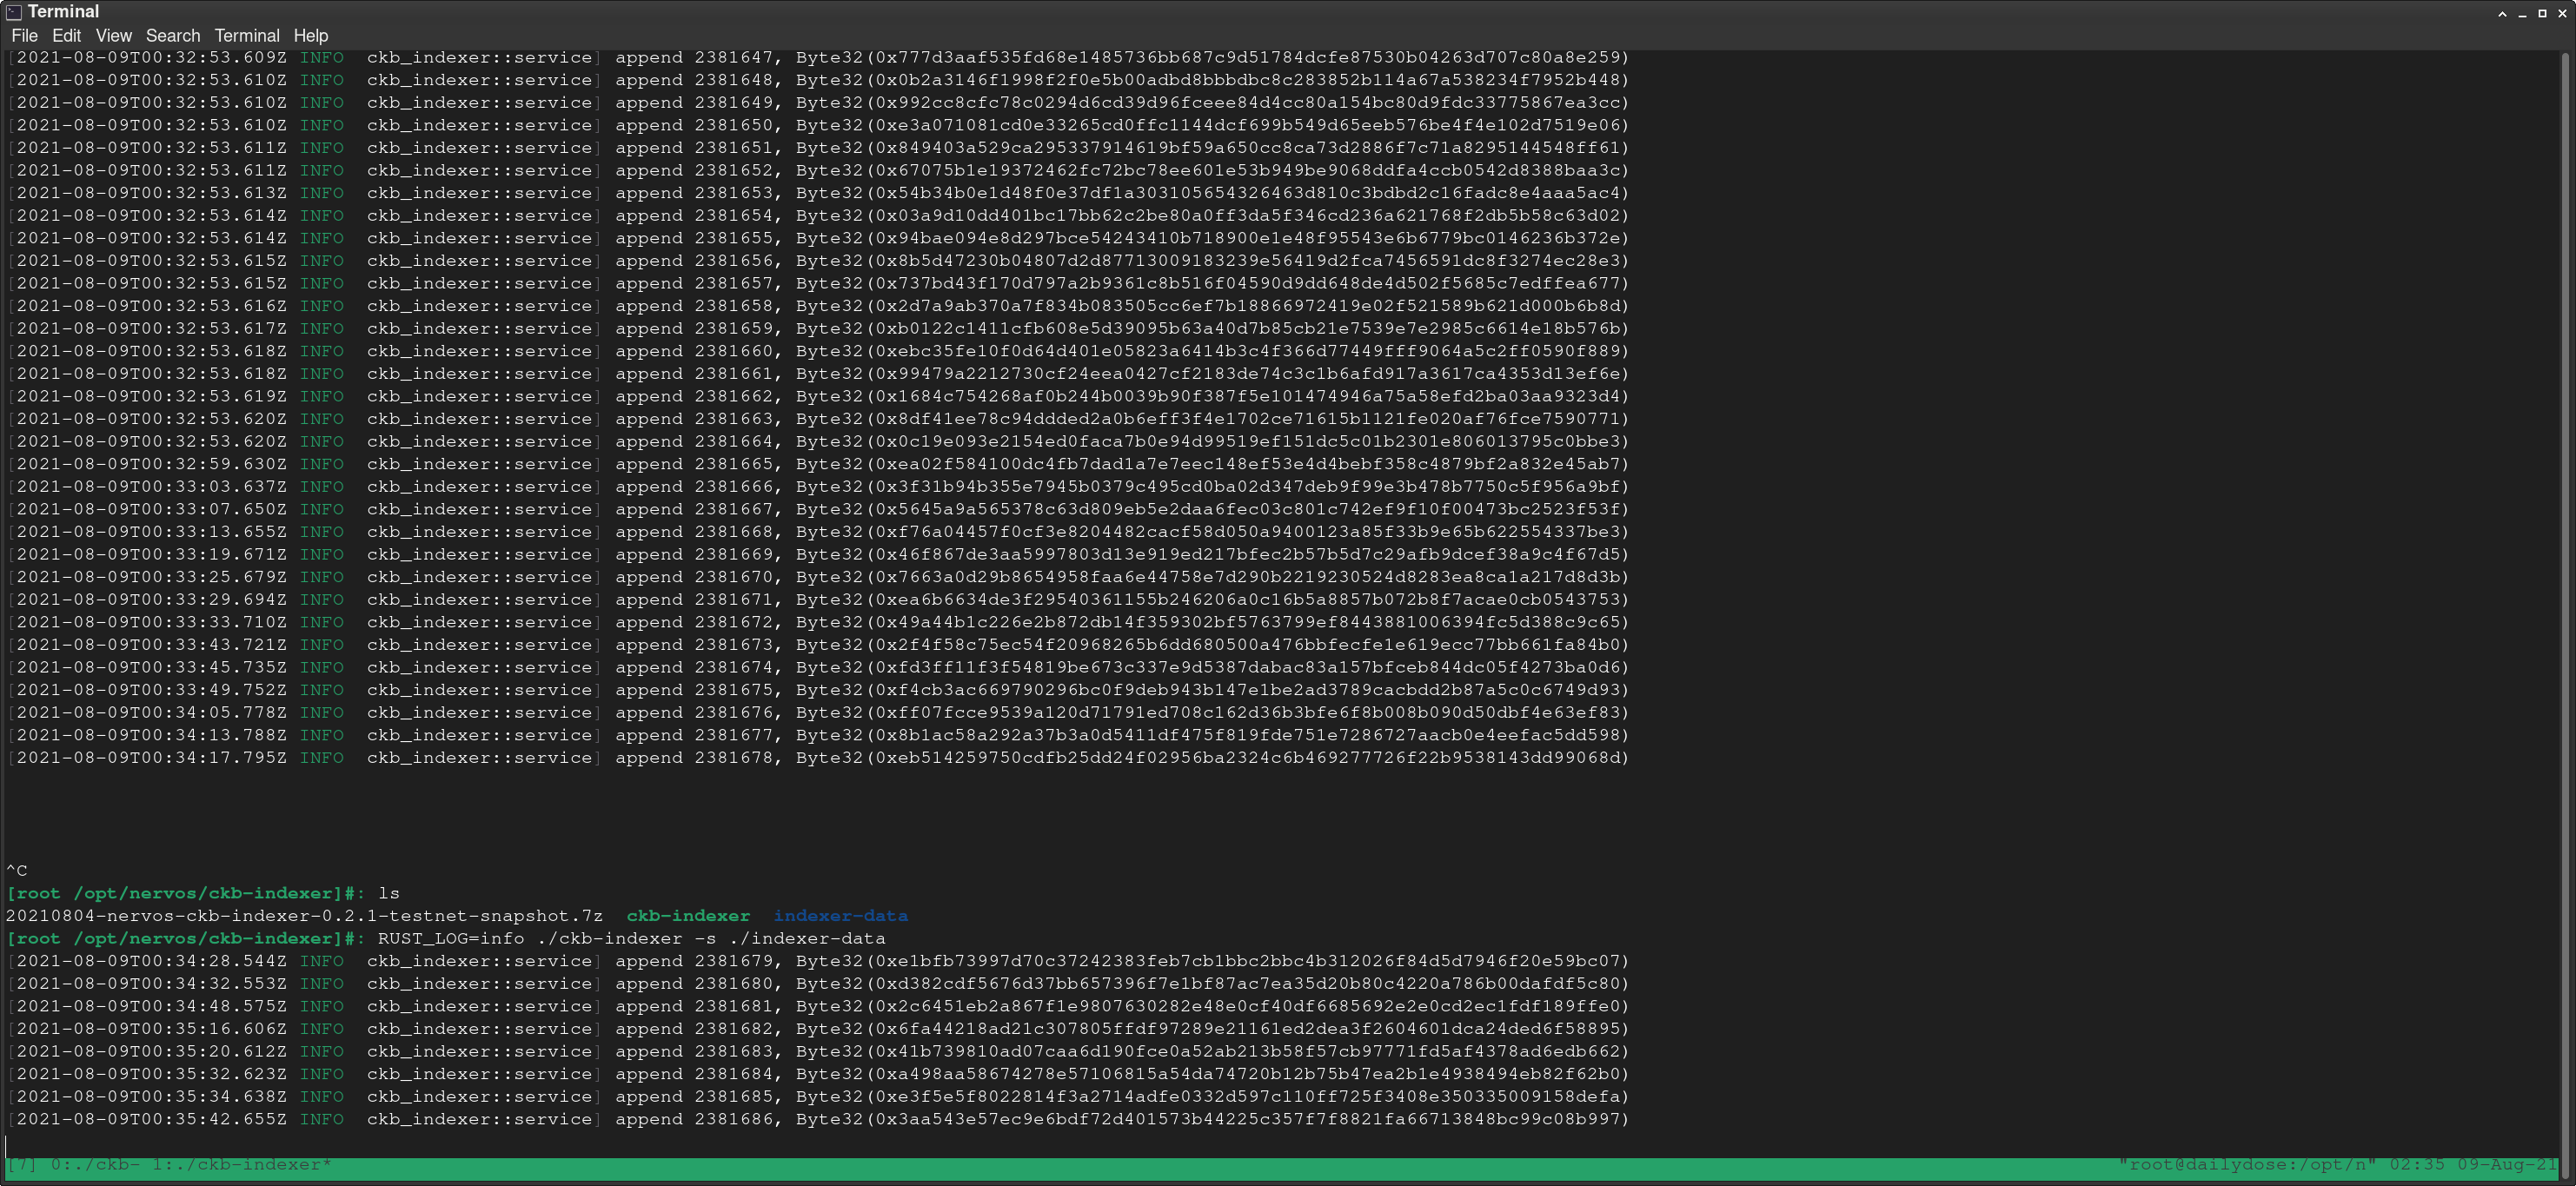 Terminal
File Edit View Search Terminal Help
[2021-08-09T00:32:53.609Z INFO  ckb_indexer::service] append 2381647, Byte32(0x777d3aaf535fd68e1485736bb687c9d51784dcfe87530b04263d707c80a8e259)
[2021-08-09T00:32:53.610Z INFO  ckb_indexer::service] append 2381648, Byte32(0x0b2a3146f1998f2f0e5b00adbd8bbbdbc8c283852b114a67a538234f7952b448)
[2021-08-09T00:32:53.610Z INFO  ckb_indexer::service] append 2381649, Byte32(0x992cc8cfc78c0294d6cd39d96fceee84d4cc80a154bc80d9fdc33775867ea3cc)
[2021-08-09T00:32:53.610Z INFO  ckb_indexer::service] append 2381650, Byte32(0xe3a071081cd0e33265cd0ffc1144dcf699b549d65eeb576be4f4e102d7519e06)
[2021-08-09T00:32:53.611Z INFO  ckb_indexer::service] append 2381651, Byte32(0x849403a529ca295337914619bf59a650cc8ca73d2886f7c71a8295144548ff61)
[2021-08-09T00:32:53.611Z INFO  ckb_indexer::service] append 2381652, Byte32(0x67075b1e19372462fc72bc78ee601e53b949be9068ddfa4ccb0542d8388baa3c)
[2021-08-09T00:32:53.613Z INFO  ckb_indexer::service] append 2381653, Byte32(0x54b34b0e1d48f0e37df1a303105654326463d810c3bdbd2c16fadc8e4aaa5ac4)
[2021-08-09T00:32:53.614Z INFO  ckb_indexer::service] append 2381654, Byte32(0x03a9d10dd401bc17bb62c2be80a0ff3da5f346cd236a621768f2db5b58c63d02)
[2021-08-09T00:32:53.614Z INFO  ckb_indexer::service] append 2381655, Byte32(0x94bae094e8d297bce54243410b718900e1e48f95543e6b6779bc0146236b372e)
[2021-08-09T00:32:53.615Z INFO  ckb_indexer::service] append 2381656, Byte32(0x8b5d47230b04807d2d87713009183239e56419d2fca7456591dc8f3274ec28e3)
[2021-08-09T00:32:53.615Z INFO  ckb_indexer::service] append 2381657, Byte32(0x737bd43f170d797a2b9361c8b516f04590d9dd648de4d502f5685c7edffea677)
[2021-08-09T00:32:53.616Z INFO  ckb_indexer::service] append 2381658, Byte32(0x2d7a9ab370a7f834b083505cc6ef7b18866972419e02f521589b621d000b6b8d)
[2021-08-09T00:32:53.617Z INFO  ckb_indexer::service] append 2381659, Byte32(0xb0122c1411cfb608e5d39095b63a40d7b85cb21e7539e7e2985c6614e18b576b)
[2021-08-09T00:32:53.618Z INFO  ckb_indexer::service] append 2381660, Byte32(0xebc35fe10f0d64d401e05823a6414b3c4f366d77449fff9064a5c2ff0590f889)
[2021-08-09T00:32:53.618Z INFO  ckb_indexer::service] append 2381661, Byte32(0x99479a2212730cf24eea0427cf2183de74c3c1b6afd917a3617ca4353d13ef6e)
[2021-08-09T00:32:53.619Z INFO  ckb_indexer::service] append 2381662, Byte32(0x1684c754268af0b244b0039b90f387f5e101474946a75a58efd2ba03aa9323d4)
[2021-08-09T00:32:53.620Z INFO  ckb_indexer::service] append 2381663, Byte32(0x8df41ee78c94ddded2a0b6eff3f4e1702ce71615b1121fe020af76fce7590771)
[2021-08-09T00:32:53.620Z INFO  ckb_indexer::service] append 2381664, Byte32(0x0c19e093e2154ed0faca7b0e94d99519ef151dc5c01b2301e806013795c0bbe3)
[2021-08-09T00:32:59.630Z INFO  ckb_indexer::service] append 2381665, Byte32(0xea02f584100dc4fb7dad1a7e7eec148ef53e4d4bebf358c4879bf2a832e45ab7)
[2021-08-09T00:33:03.637Z INFO  ckb_indexer::service] append 2381666, Byte32(0x3f31b94b355e7945b0379c495cd0ba02d347deb9f99e3b478b7750c5f956a9bf)
[2021-08-09T00:33:07.650Z INFO  ckb_indexer::service] append 2381667, Byte32(0x5645a9a565378c63d809eb5e2daa6fec03c801c742ef9f10f00473bc2523f53f)
[2021-08-09T00:33:13.655Z INFO  ckb_indexer::service] append 2381668, Byte32(0xf76a04457f0cf3e8204482cacf58d050a9400123a85f33b9e65b622554337be3)
[2021-08-09T00:33:19.671Z INFO  ckb_indexer::service] append 2381669, Byte32(0x46f867de3aa5997803d13e919ed217bfec2b57b5d7c29afb9dcef38a9c4f67d5)
[2021-08-09T00:33:25.679Z INFO  ckb_indexer::service] append 2381670, Byte32(0x7663a0d29b8654958faa6e44758e7d290b2219230524d8283ea8ca1a217d8d3b)
[2021-08-09T00:33:29.694Z INFO  ckb_indexer::service] append 2381671, Byte32(0xea6b6634de3f29540361155b246206a0c16b5a8857b072b8f7acae0cb0543753)
[2021-08-09T00:33:33.710Z INFO  ckb_indexer::service] append 2381672, Byte32(0x49a44b1c226e2b872db14f359302bf5763799ef8443881006394fc5d388c9c65)
[2021-08-09T00:33:43.721Z INFO  ckb_indexer::service] append 2381673, Byte32(0x2f4f58c75ec54f20968265b6dd680500a476bbfecfe1e619ecc77bb661fa84b0)
[2021-08-09T00:33:45.735Z INFO  ckb_indexer::service] append 2381674, Byte32(0xfd3ff11f3f54819be673c337e9d5387dabac83a157bfceb844dc05f4273ba0d6)
[2021-08-09T00:33:49.752Z INFO  ckb_indexer::service] append 2381675, Byte32(0xf4cb3ac669790296bc0f9deb943b147e1be2ad3789cacbdd2b87a5c0c6749d93)
[2021-08-09T00:34:05.778Z INFO  ckb_indexer::service] append 2381676, Byte32(0xff07fcce9539a120d71791ed708c162d36b3bfe6f8b008b090d50dbf4e63ef83)
[2021-08-09T00:34:13.788Z INFO  ckb_indexer::service] append 2381677, Byte32(0x8b1ac58a292a37b3a0d5411df475f819fde751e7286727aacb0e4eefac5dd598)
[2021-08-09T00:34:17.795Z INFO  ckb_indexer::service] append 2381678, Byte32(0xeb514259750cdfb25dd24f02956ba2324c6b469277726f22b9538143dd99068d)
^C
[root /opt/nervos/ckb-indexer]#: ls
20210804-nervos-ckb-indexer-0.2.1-testnet-snapshot.7z  ckb-indexer  indexer-data
[root /opt/nervos/ckb-indexer]#: RUST_LOG=info ./ckb-indexer -s ./indexer-data
[2021-08-09T00:34:28.544Z INFO  ckb_indexer::service] append 2381679, Byte32(0xe1bfb73997d70c37242383feb7cb1bbc2bbc4b312026f84d5d7946f20e59bc07)
[2021-08-09T00:34:32.553Z INFO  ckb_indexer::service] append 2381680, Byte32(0xd382cdf5676d37bb657396f7e1bf87ac7ea35d20b80c4220a786b00dafdf5c80)
[2021-08-09T00:34:48.575Z INFO  ckb_indexer::service] append 2381681, Byte32(0x2c6451eb2a867f1e9807630282e48e0cf40df6685692e2e0cd2ec1fdf189ffe0)
[2021-08-09T00:35:16.606Z INFO  ckb_indexer::service] append 2381682, Byte32(0x6fa44218ad21c307805ffdf97289e21161ed2dea3f2604601dca24ded6f58895)
[2021-08-09T00:35:20.612Z INFO  ckb_indexer::service] append 2381683, Byte32(0x41b739810ad07caa6d190fce0a52ab213b58f57cb97771fd5af4378ad6edb662)
[2021-08-09T00:35:32.623Z INFO  ckb_indexer::service] append 2381684, Byte32(0xa498aa58674278e57106815a54da74720b12b75b47ea2b1e4938494eb82f62b0)
[2021-08-09T00:35:34.638Z INFO  ckb_indexer::service] append 2381685, Byte32(0xe3f5e5f8022814f3a2714adfe0332d597c110ff725f3408e350335009158defa)
[2021-08-09T00:35:42.655Z INFO  ckb_indexer::service] append 2381686, Byte32(0x3aa543e57ec9e6bdf72d401573b44225c357f7f8821fa66713848bc99c08b997)
[7] 0:./ckb- 1:./ckb-indexer* "root@dailydose:/opt/n" 02:35 09-Aug-21